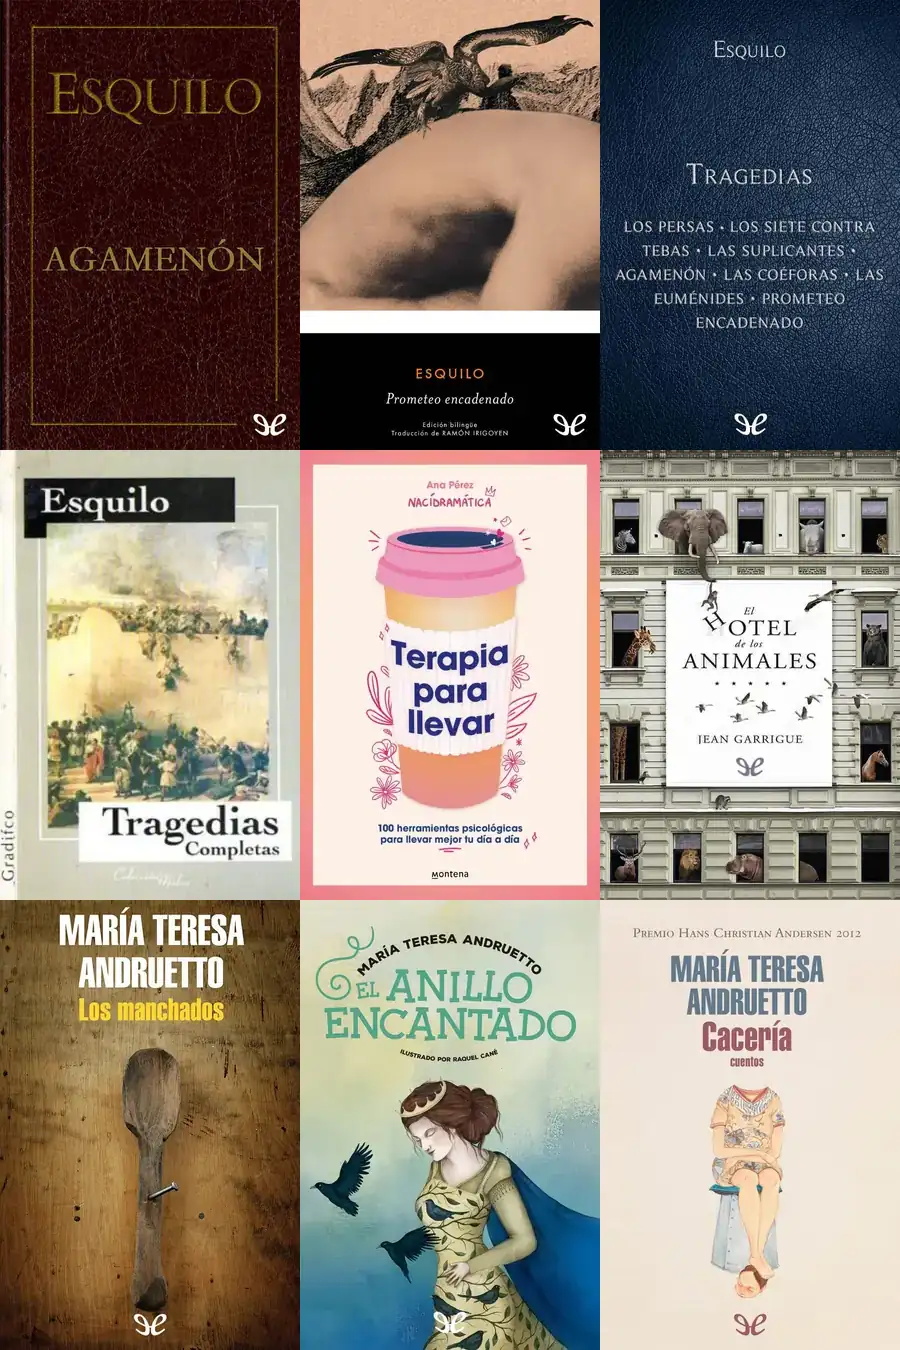 ESQUILO
AGAMENÓN
ESQUILO
Prometeo encadenado
Edición bilingüe
Traducción de RAMÓN IRIGOYEN
ESQUILO
TRAGEDIAS
LOS PERSAS • LOS SIETE CONTRA
TEBAS • LAS SUPLICANTES •
AGAMENÓN • LAS COÉFORAS • LAS
EUMÉNIDES • PROMETEO
ENCADENADO
Esquilo
Tragedias
Completas
Gradifco
Ana Pérez
NACIDRAMÁTICA
Terapia
para
llevar
100 herramientas psicológicas
para llevar mejor tu día a día
Montena
El
HOTEL
de los
ANIMALES
JEAN GARRIGUE
MARÍA TERESA
ANDRUETTO
Los manchados
MARÍA TERESA ANDRUETTO
EL ANILLO
ENCANTADO
ILUSTRADO POR RAQUEL CANÉ
PREMIO HANS CHRISTIAN ANDERSEN 2012
MARÍA TERESA
ANDRUETTO
Cacería
cuentos